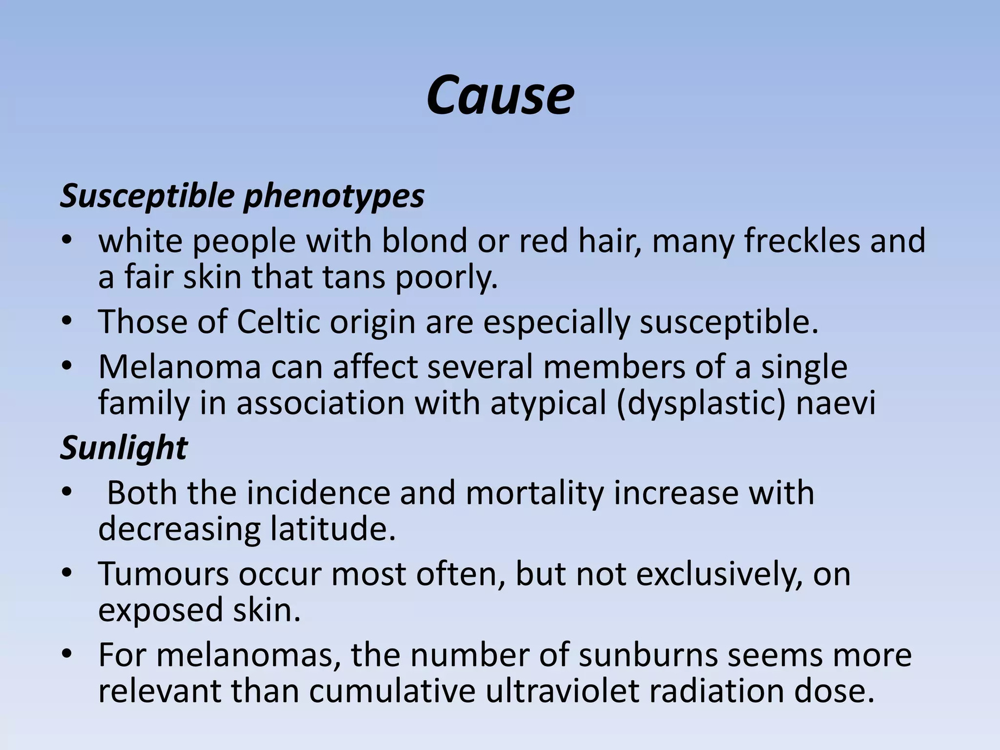 Cause
Susceptible phenotypes
• white people with blond or red hair, many freckles and
a fair skin that tans poorly.
• Those of Celtic origin are especially susceptible.
• Melanoma can affect several members of a single
family in association with atypical (dysplastic) naevi
Sunlight
• Both the incidence and mortality increase with
decreasing latitude.
• Tumours occur most often, but not exclusively, on
exposed skin.
• For melanomas, the number of sunburns seems more
relevant than cumulative ultraviolet radiation dose.